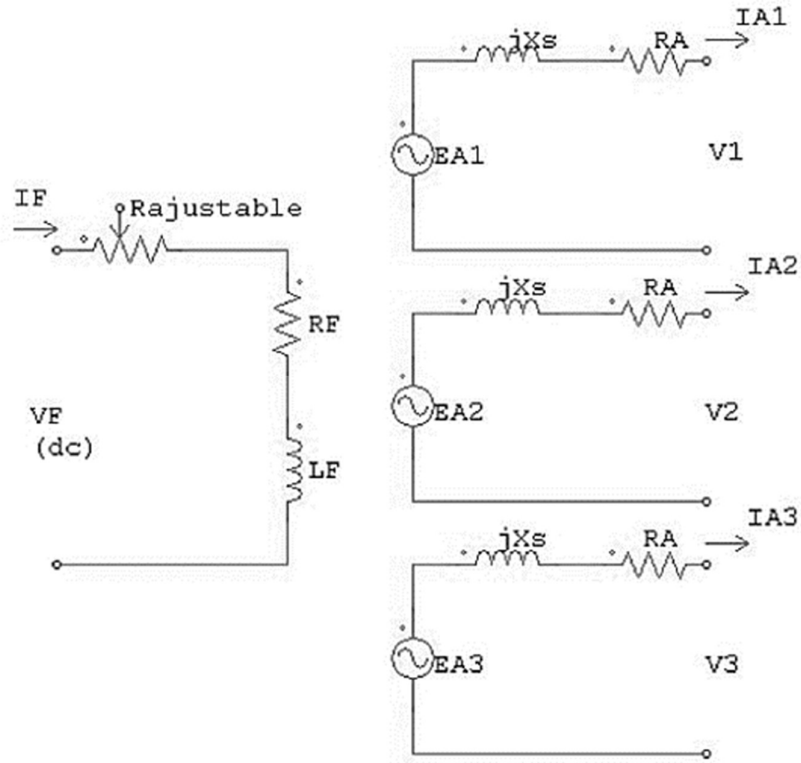 IF
Rajustable
RF
VF
(dc)
LF
jXs
RA
IA1
EA1
V1
jXs
RA
IA2
EA2
V2
jXs
RA
IA3
EA3
V3